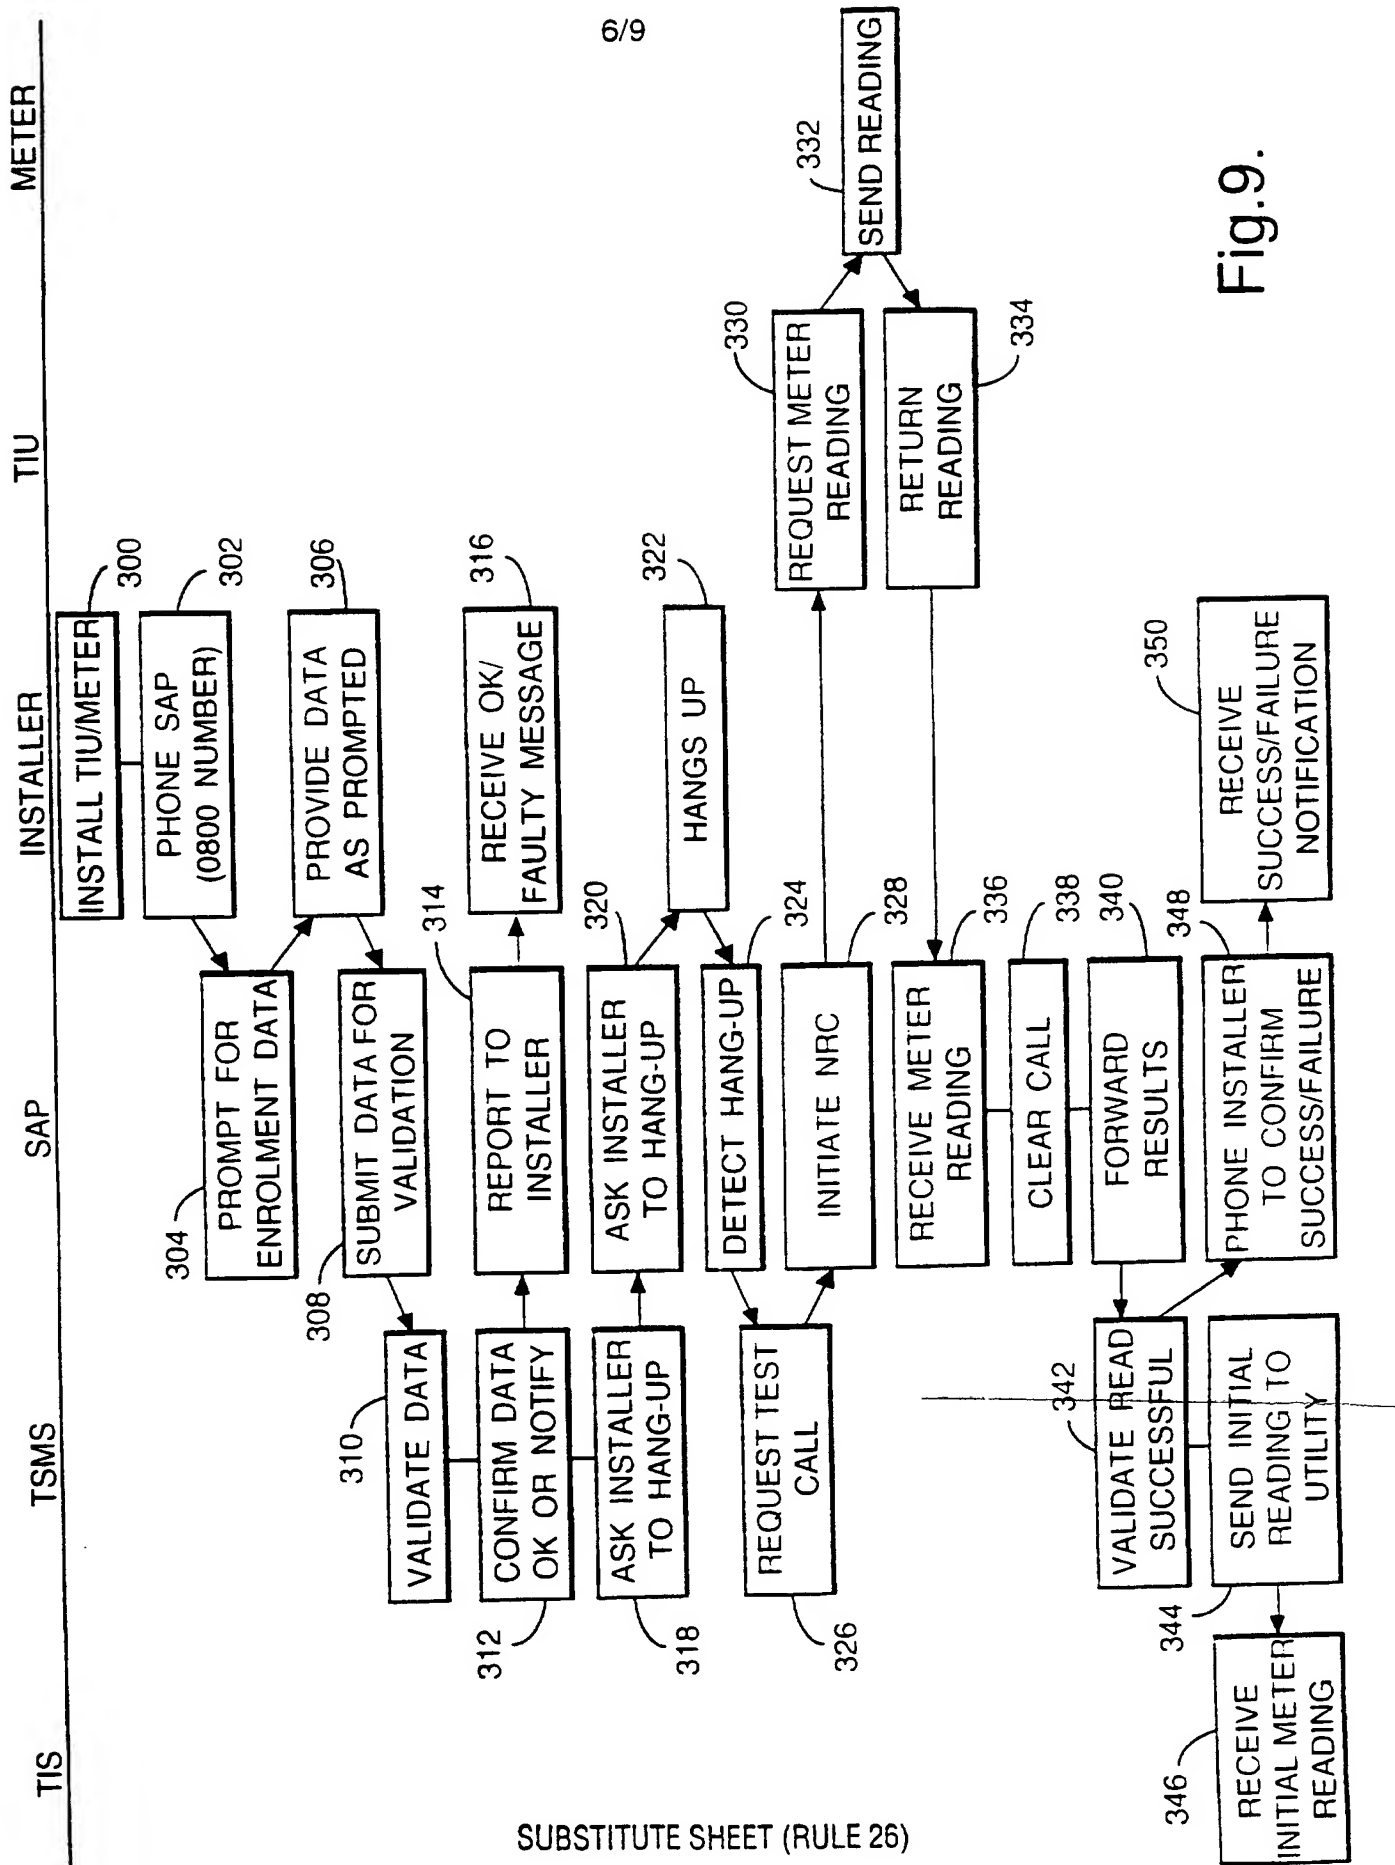 6/9
TIS
TSMS
SAP
INSTALLER
TIU
METER
INSTALL TIU/METER
300
PHONE SAP
(0800 NUMBER)
302
304
PROMPT FOR
ENROLMENT DATA
PROVIDE DATA
AS PROMPTED
306
308
SUBMIT DATA FOR
VALIDATION
310
VALIDATE DATA
312
CONFIRM DATA
OK OR NOTIFY
314
REPORT TO
INSTALLER
RECEIVE OK/
FAULTY MESSAGE
316
318
ASK INSTALLER
TO HANG-UP
320
ASK INSTALLER
TO HANG-UP
HANGS UP
322
DETECT HANG-UP
324
326
REQUEST TEST
CALL
INITIATE NRC
328
330
REQUEST METER
READING
332
SEND READING
RETURN
READING
334
RECEIVE METER
READING
336
CLEAR CALL
338
FORWARD
RESULTS
340
342
VALIDATE READ
SUCCESSFUL
344
SEND INITIAL
READING TO
UTILITY
346
RECEIVE
INITIAL METER
READING
348
PHONE INSTALLER
TO CONFIRM
SUCCESS/FAILURE
350
RECEIVE
SUCCESS/FAILURE
NOTIFICATION
Fig.9.
SUBSTITUTE SHEET (RULE 26)